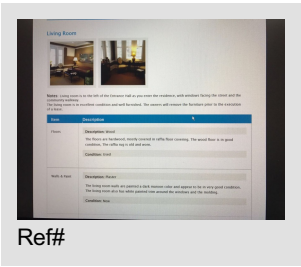 Living Room
Notes: Living room is to the left of the Entrance Hall as you enter the residence, with windows facing the street and the
community walkway.
The living room is in excellent condition and well furnished. The owners will remove the furniture prior to the execution
of a lease.
Item Description
Floors Description: Wood
The floors are hardwood, mostly covered in raffia floor covering. The wood floor is in good
condition. The raffia rug is old and worn.
Condition:
Walls & Paint Description: Plaster
The living room walls are painted a dark maroon color and appear to be in very good condition.
The living room also has white painted trim around the windows and the molding.
Condition: New
Ref#